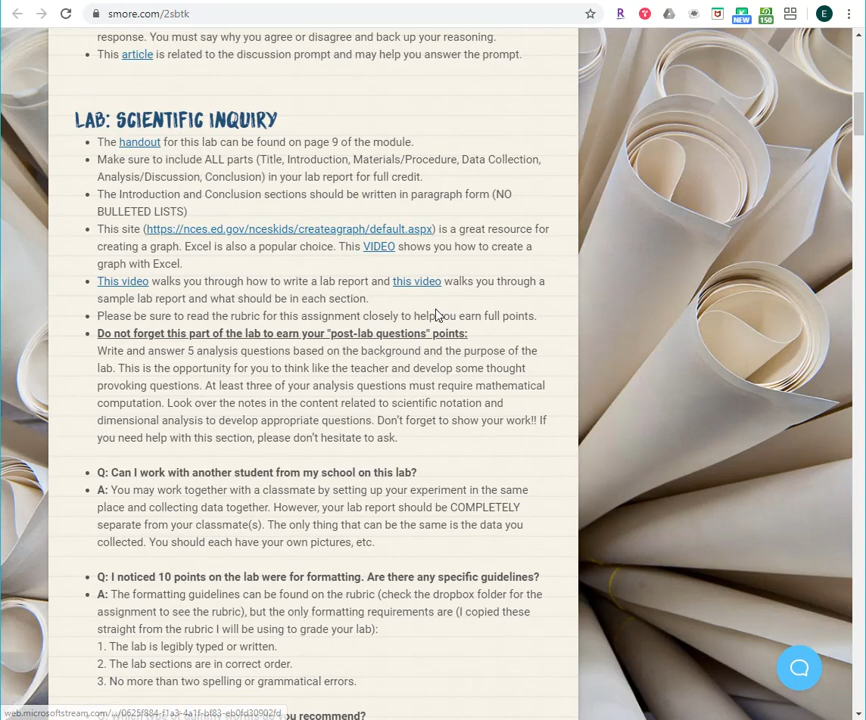 smore.com/2sbtk
NEW
150
E
response. You must say why you agree or disagree and back up your reasoning.
This article is related to the discussion prompt and may help you answer the prompt.
LAB: SCIENTIFIC INQUIRY
The handout for this lab can be found on page 9 of the module.
Make sure to include ALL parts (Title, Introduction, Materials/Procedure, Data Collection,
Analysis/Discussion, Conclusion) in your lab report for full credit.
The Introduction and Conclusion sections should be written in paragraph form (NO
BULLETED LISTS)
This site (https://nces.ed.gov/nceskids/createagraph/default.aspx) is a great resource for
creating a graph. Excel is also a popular choice. This VIDEO shows you how to create a
graph with Excel.
This video walks you through how to write a lab report and this video walks you through a
sample lab report and what should be in each section.
Please be sure to read the rubric for this assignment closely to help you earn full points.
Do not forget this part of the lab to earn your "post-lab questions" points:
Write and answer 5 analysis questions based on the background and the purpose of the
lab. This is the opportunity for you to think like the teacher and develop some thought
provoking questions. At least three of your analysis questions must require mathematical
computation. Look over the notes in the content related to scientific notation and
dimensional analysis to develop appropriate questions. Don’t forget to show your work!! If
you need help with this section, please don’t hesitate to ask.
Q: Can I work with another student from my school on this lab?
A: You may work together with a classmate by setting up your experiment in the same
place and collecting data together. However, your lab report should be COMPLETELY
separate from your classmate(s). The only thing that can be the same is the data you
collected. You should each have your own pictures, etc.
Q: I noticed 10 points on the lab were for formatting. Are there any specific guidelines?
A: The formatting guidelines can be found on the rubric (check the dropbox folder for the
assignment to see the rubric), but the only formatting requirements are (I copied these
straight from the rubric I will be using to grade your lab):
1. The lab is legibly typed or written.
2. The lab sections are in correct order.
3. No more than two spelling or grammatical errors.
you recommend?